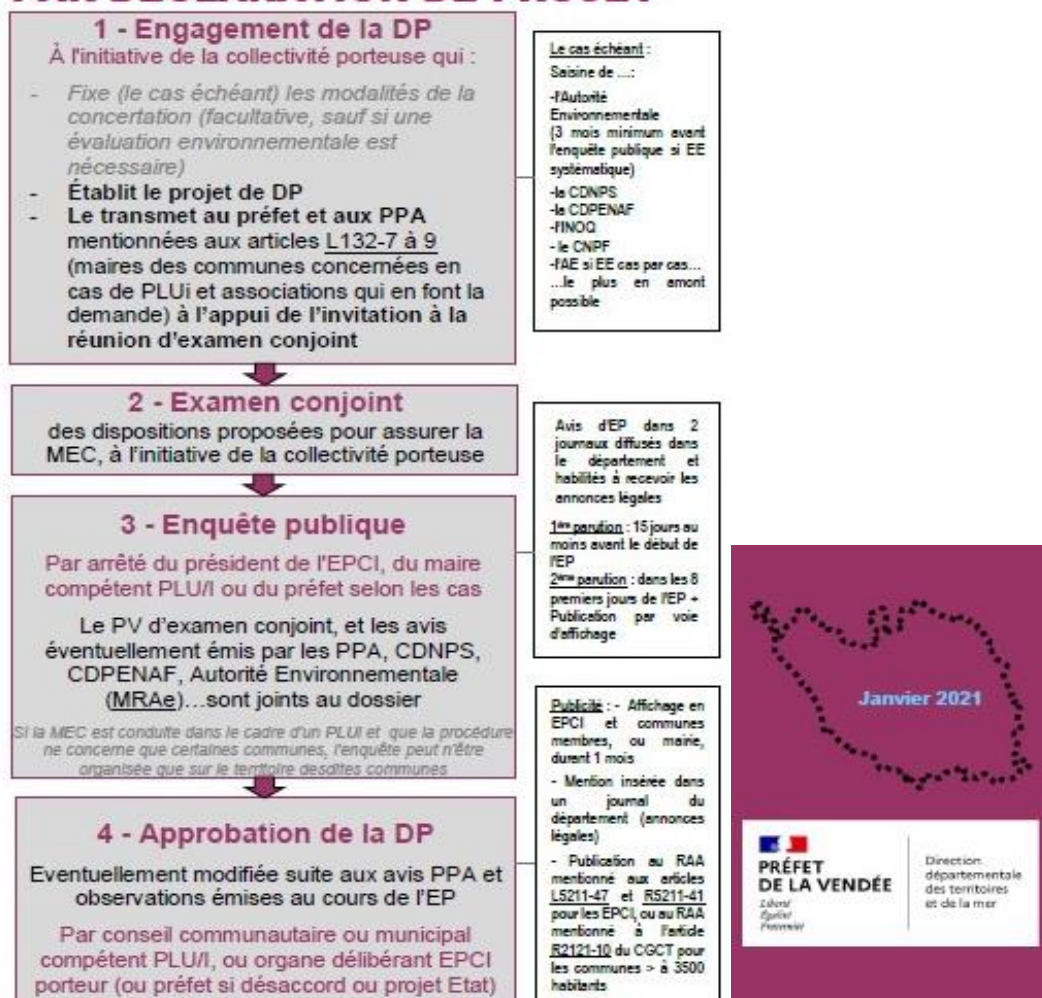 1 - Engagement de la DP
À l'initiative de la collectivité porteuse qui :
- Fixe (le cas échéant) les modalités de la
concertation (facultative, sauf si une
évaluation environnementale est
nécessaire)
- Établit le projet de DP
- Le transmet au préfet et aux PPA
mentionnées aux articles L132-7 à 9
(maires des communes concernées en
cas de PLUi et associations qui en font la
demande) à l'appui de l'invitation à la
réunion d'examen conjoint
Le cas échéant :
Saisine de ...:
-l'Autorité
Environnementale
(3 mois minimum avant
l'enquête publique si EE
systématique)
-la CDNPS
-la CDPENAF
-l'INOQ
- le CNPF
-l'AE si EE cas par cas...
...le plus en amont
possible
2 - Examen conjoint
des dispositions proposées pour assurer la
MEC, à l'initiative de la collectivité porteuse
3 - Enquête publique
Par arrêté du président de l'EPCI, du maire
compétent PLU/I ou du préfet selon les cas
Le PV d'examen conjoint, et les avis
éventuellement émis par les PPA, CDNPS,
CDPENAF, Autorité Environnementale
(MRAe)...sont joints au dossier
Si la MEC est conduite dans le cadre d'un PLUI et que la procédure
ne concerne que certaines communes, l'enquête peut n'être
organisée que sur le territoire desdites communes
Avis d'EP dans 2
journaux diffusés dans
le département et
habilités à recevoir les
annonces légales
1ère parution : 15 jours au
moins avant le début de
l'EP
2ème parution : dans les 8
premiers jours de l'EP +
Publication par voie
d'affichage
4 - Approbation de la DP
Eventuellement modifiée suite aux avis PPA et
observations émises au cours de l'EP
Par conseil communautaire ou municipal
compétent PLU/I, ou organe délibérant EPCI
porteur (ou préfet si désaccord ou projet Etat)
Publicité : - Affichage en
EPCI et communes
membres, ou mairie,
durant 1 mois
- Mention insérée dans
un journal du
département (annonces
légales)
- Publication au RAA
mentionné aux articles
L5211-47 et R5211-41
pour les EPCI, ou au RAA
mentionné à l'article
R2121-10 du CGCT pour
les communes > à 3500
habitants
Janvier 2021
PRÉFET
DE LA VENDÉE
Liberté
Égalité
Fraternité
Direction
départementale
des territoires
et de la mer